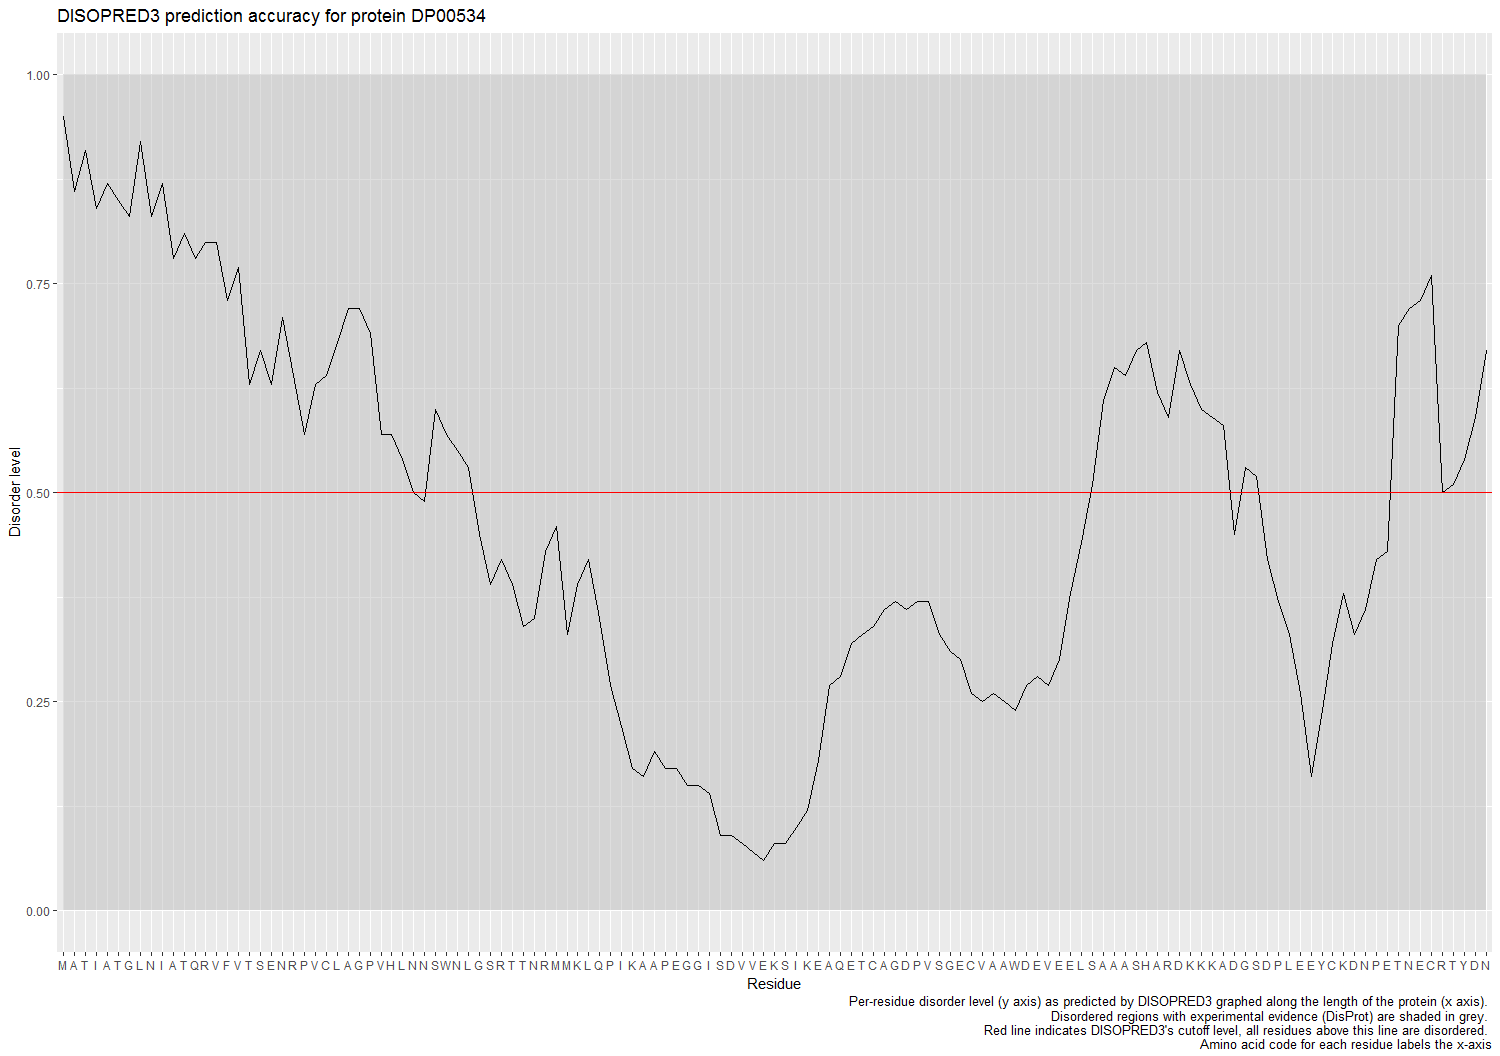 DISOPRED3 prediction accuracy for protein DP00534
1.00
0.75
0.50
0.25
0.00
Disorder level
M A T I A T G L N I A T Q R V F V T S E N R P V C L A G P V H L N N S W N L G S R T T N R M M K L Q P I K A A P E G G I S D V V E K S I K E A Q E T C A G D P V S G E C V A A W D E V E E L S A A A S H A R D K K K A D G S D P L E E Y C K D N P E T N E C R T Y D N
Residue
Per-residue disorder level (y axis) as predicted by DISOPRED3 graphed along the length of the protein (x axis).
Disordered regions with experimental evidence (DisProt) are shaded in grey.
Red line indicates DISOPRED3's cutoff level, all residues above this line are disordered.
Amino acid code for each residue labels the x-axis